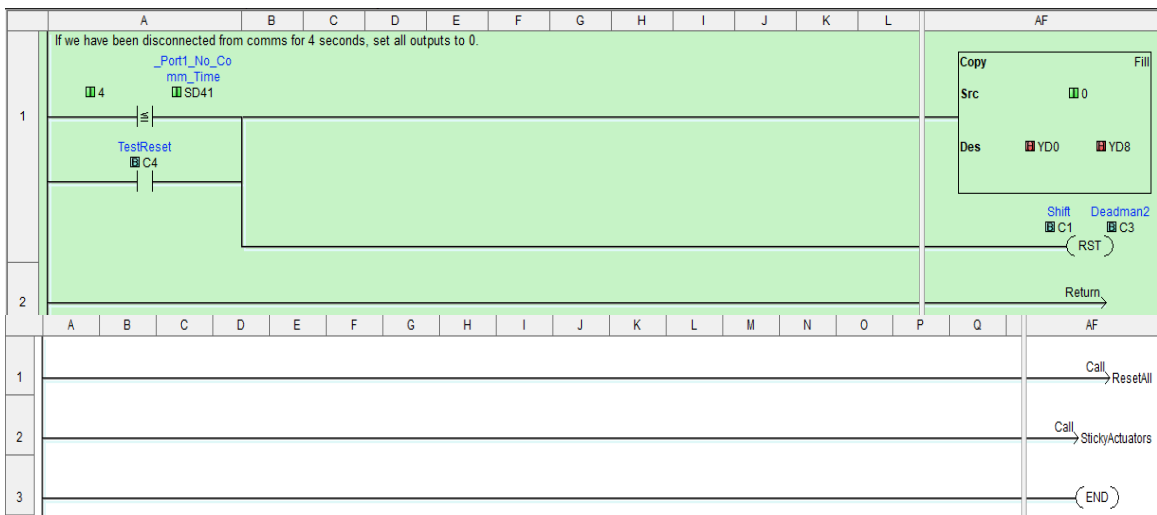 A B C D E F G H I J K L AF
If we have been disconnected from comms for 4 seconds, set all outputs to 0.
_Port1_No_Co
mm_Time
4 SD41
Copy Fill
Src 0
1
≤
TestReset
C4
Des YD0 YD8
Shift Deadman2
C1 C3
RST
Return
2
A B C D E F G H I J K L M N O P Q AF
Call
1
ResetAll
Call
2
StickyActuators
3 END